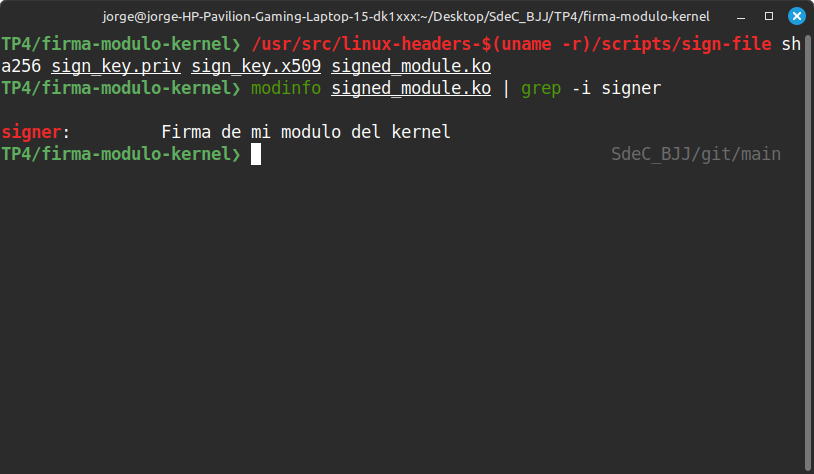 jorge@jorge-HP-Pavilion-Gaming-Laptop-15-dk1xxx:~/Desktop/SdeC_BJJ/TP4/firma-modulo-kernel
TP4/firma-modulo-kernel❯ /usr/src/linux-headers-$(uname -r)/scripts/sign-file sh
a256 sign_key.priv sign_key.x509 signed_module.ko
TP4/firma-modulo-kernel❯ modinfo signed_module.ko | grep -i signer
signer:         Firma de mi modulo del kernel
TP4/firma-modulo-kernel❯ SdeC_BJJ/git/main